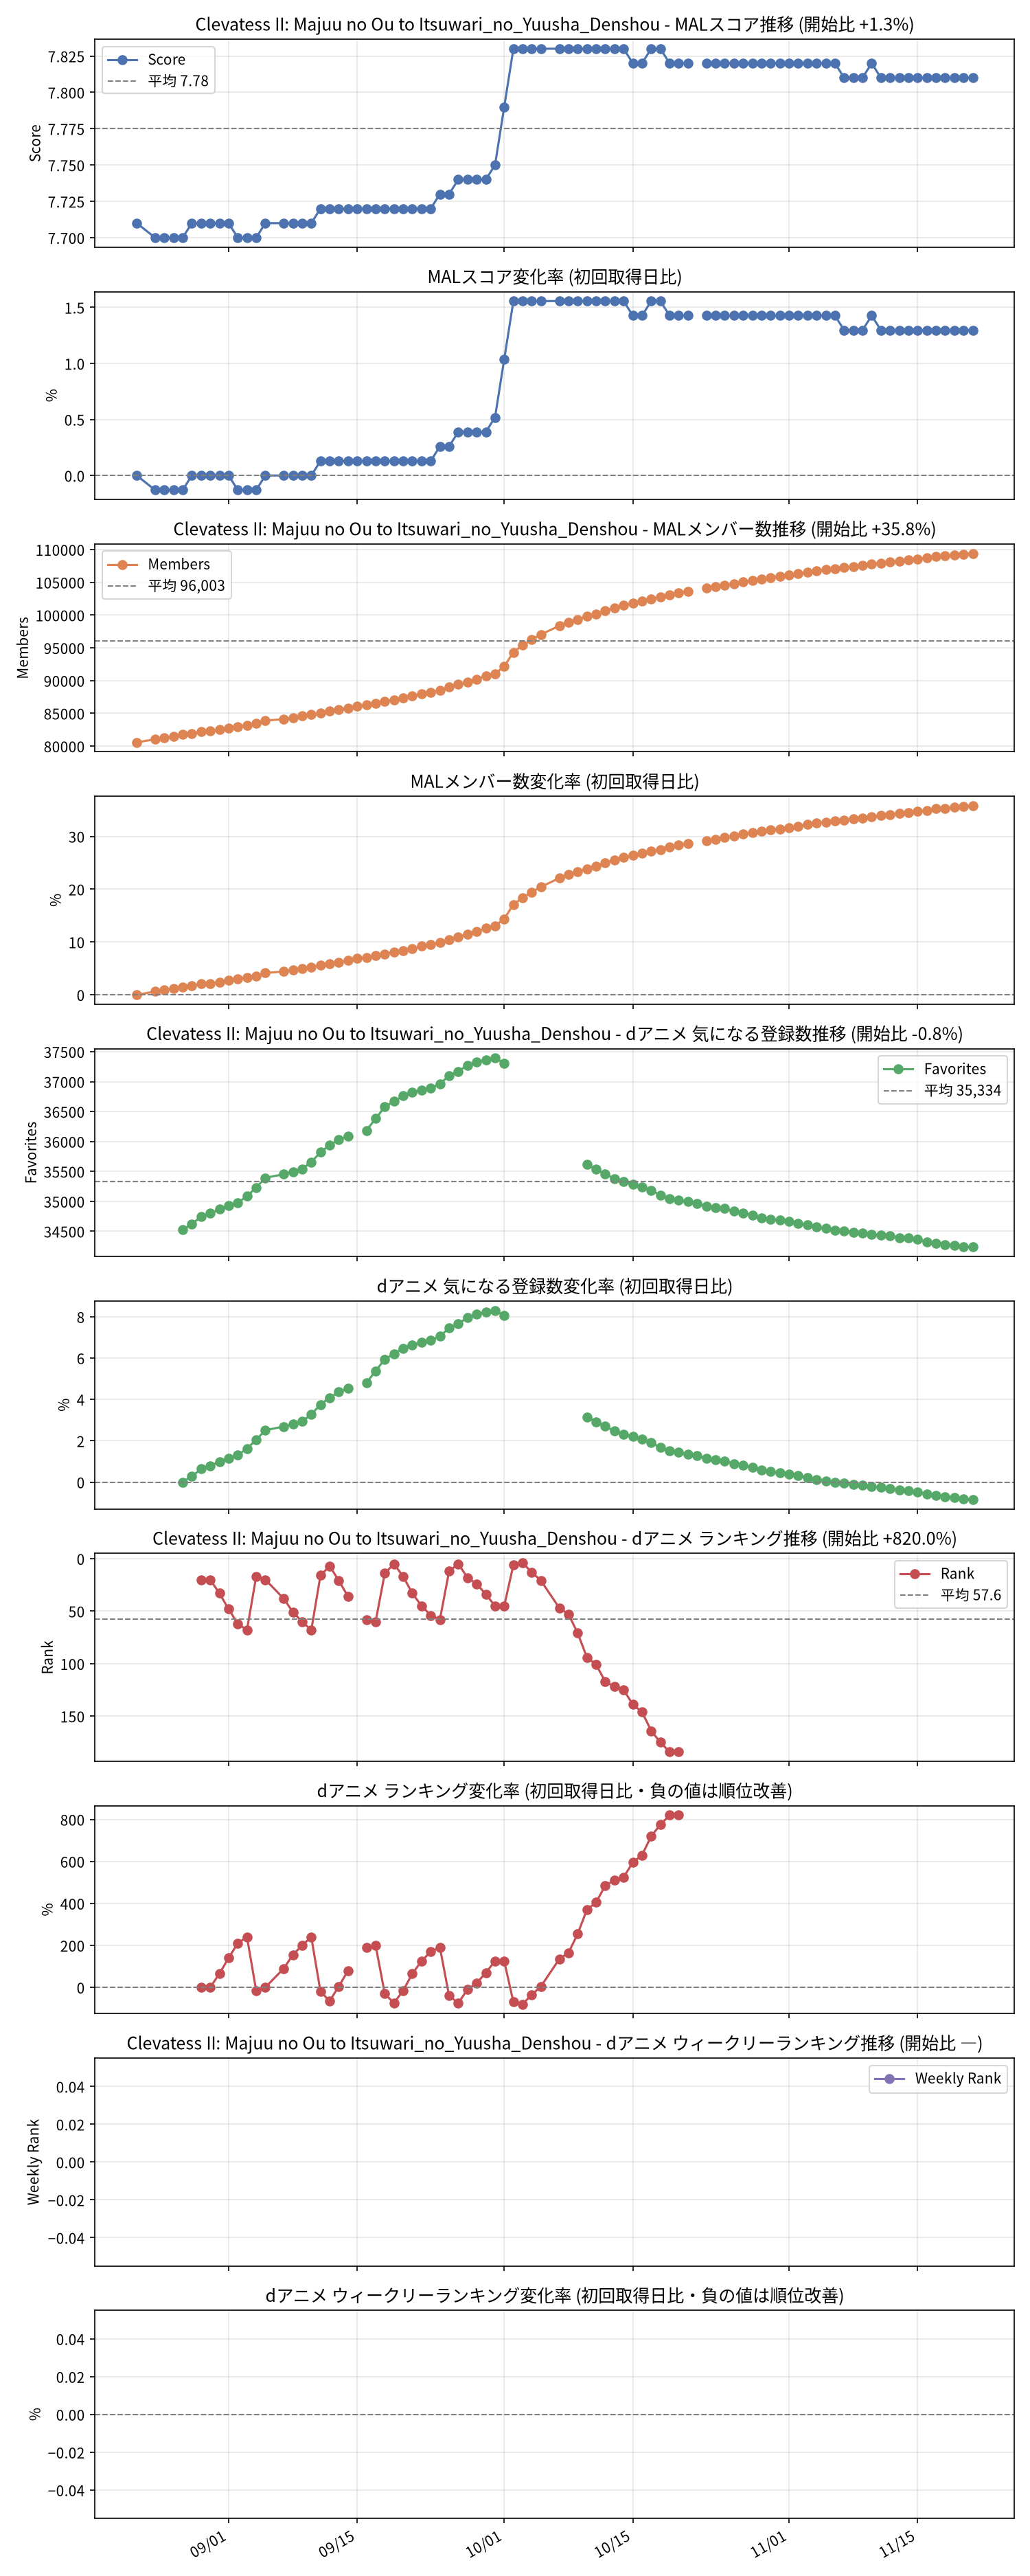 Clevatess II: Majuu no Ou to Itsuwari_no_Yuusha_Denshou - MALスコア推移 (開始比 +1.3%)
Score
平均 7.78
Score
7.825
7.800
7.775
7.750
7.725
7.700
MALスコア変化率 (初回取得日比)
%
1.5
1.0
0.5
0.0
Clevatess II: Majuu no Ou to Itsuwari_no_Yuusha_Denshou - MALメンバー数推移 (開始比 +35.8%)
Members
平均 96,003
Members
110000
105000
100000
95000
90000
85000
80000
MALメンバー数変化率 (初回取得日比)
%
30
20
10
0
Clevatess II: Majuu no Ou to Itsuwari_no_Yuusha_Denshou - dアニメ 気になる登録数推移 (開始比 -0.8%)
Favorites
平均 35,334
Favorites
37500
37000
36500
36000
35500
35000
34500
dアニメ 気になる登録数変化率 (初回取得日比)
%
8
6
4
2
0
Clevatess II: Majuu no Ou to Itsuwari_no_Yuusha_Denshou - dアニメ ランキング推移 (開始比 +820.0%)
Rank
平均 57.6
Rank
0
50
100
150
dアニメ ランキング変化率 (初回取得日比・負の値は順位改善)
%
800
600
400
200
0
Clevatess II: Majuu no Ou to Itsuwari_no_Yuusha_Denshou - dアニメ ウィークリーランキング推移 (開始比 —)
Weekly Rank
Weekly Rank
0.04
0.02
0.00
−0.02
−0.04
dアニメ ウィークリーランキング変化率 (初回取得日比・負の値は順位改善)
%
0.04
0.02
0.00
−0.02
−0.04
09/01
09/15
10/01
10/15
11/01
11/15